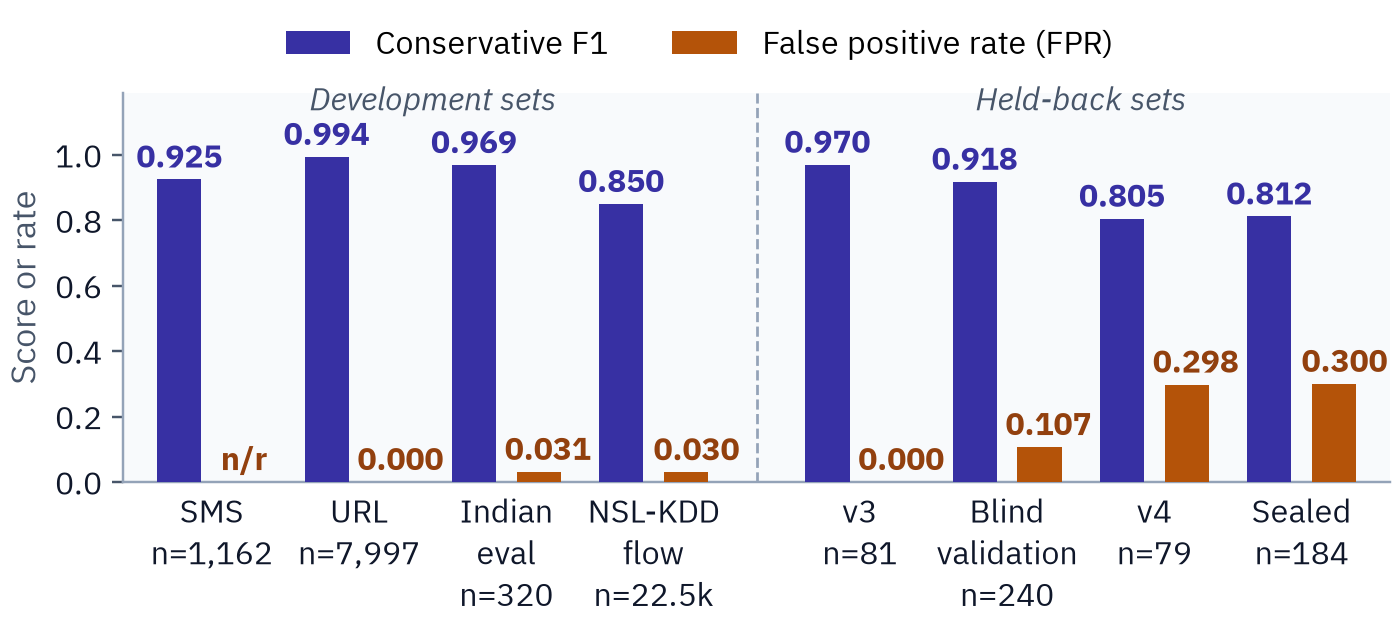 Conservative F1 False positive rate (FPR)
Development sets Held-back sets
Score or rate
1.0
0.8
0.6
0.4
0.2
0.0
0.925 0.994 0.969 0.850 0.970 0.918 0.805 0.812
n/r 0.000 0.031 0.030 0.000 0.107 0.298 0.300
SMS
n=1,162
URL
n=7,997
Indian
eval
n=320
NSL-KDD
flow
n=22.5k
v3
n=81
Blind
validation
n=240
v4
n=79
Sealed
n=184